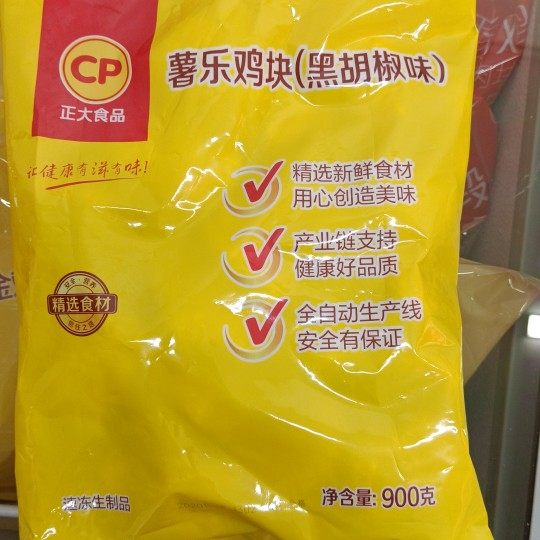 CP
正大食品
薯乐鸡块(黑胡椒味)
让健康有滋有味!
精选新鲜食材
用心创造美味
产业链支持
健康好品质
精选食材
全自动生产线
安全有保证
速冻生制品
净含量: 900克